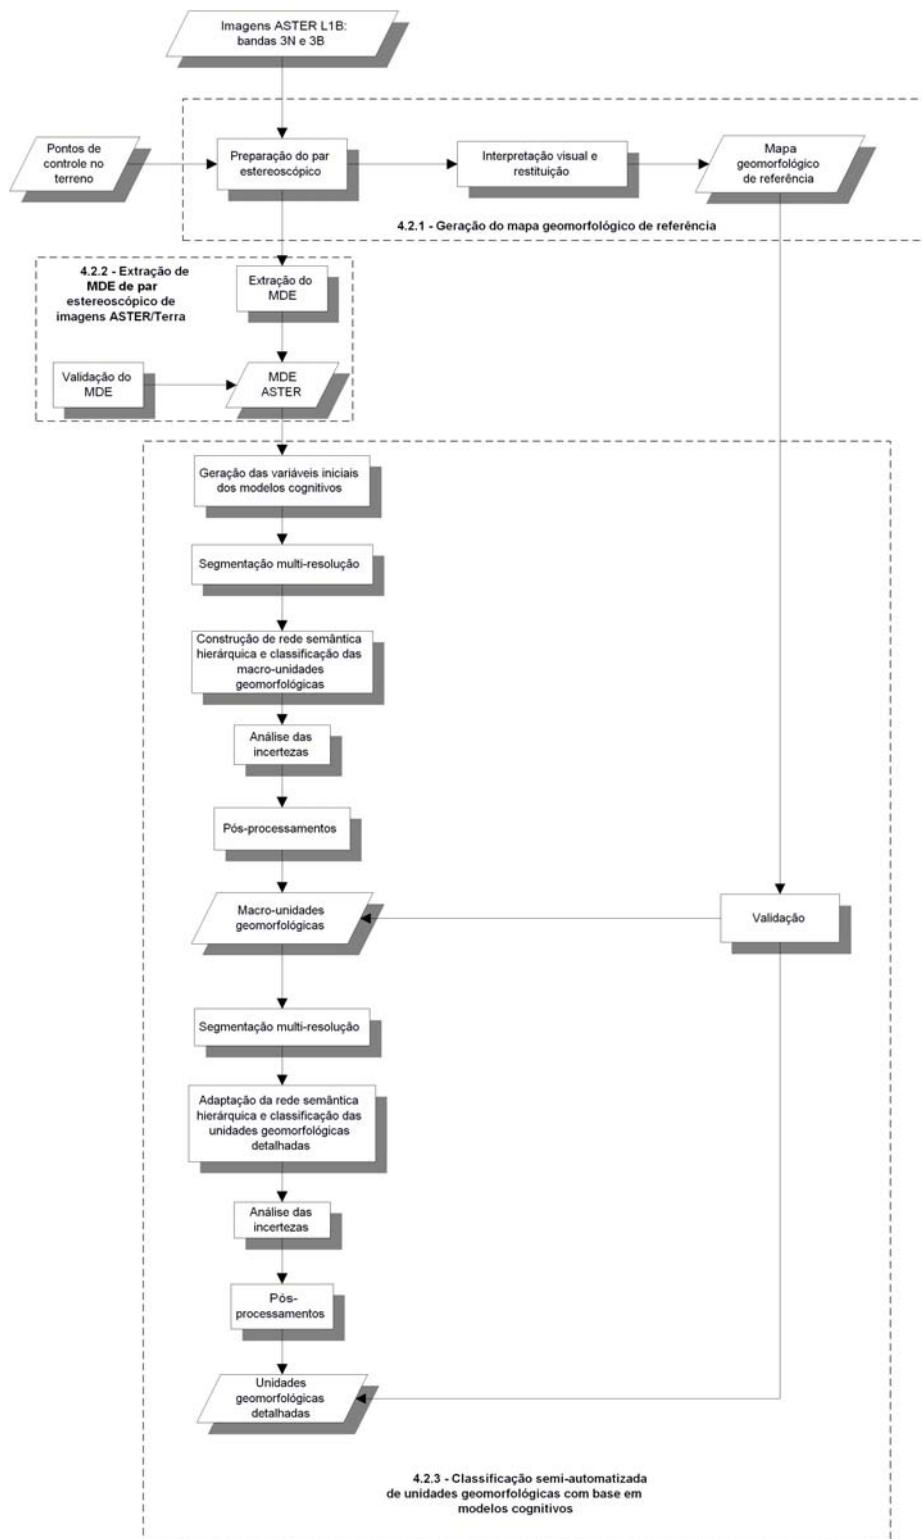 Imagens ASTER L1B:
bandas 3N e 3B
Pontos de
controle no
terreno
Preparação do par
estereoscópico
Interpretação visual e
restituição
Mapa
geomorfológico
de referência
4.2.1 - Geração do mapa geomorfológico de referência
4.2.2 - Extração de
MDE de par
estereoscópico de
imagens ASTER/Terra
Extração do
MDE
Validação do
MDE
MDE
ASTER
Geração das variáveis iniciais
dos modelos cognitivos
Segmentação multi-resolução
Construção de rede semântica
hierárquica e classificação das
macro-unidades
geomorfológicas
Análise das
incertezas
Pós-processamentos
Macro-unidades
geomorfológicas
Validação
Segmentação multi-resolução
Adaptação da rede semântica
hierárquica e classificação das
unidades geomorfológicas
detalhadas
Análise das
incertezas
Pós-
processamentos
Unidades
geomorfológicas
detalhadas
4.2.3 - Classificação semi-automatizada
de unidades geomorfológicas com base em
modelos cognitivos